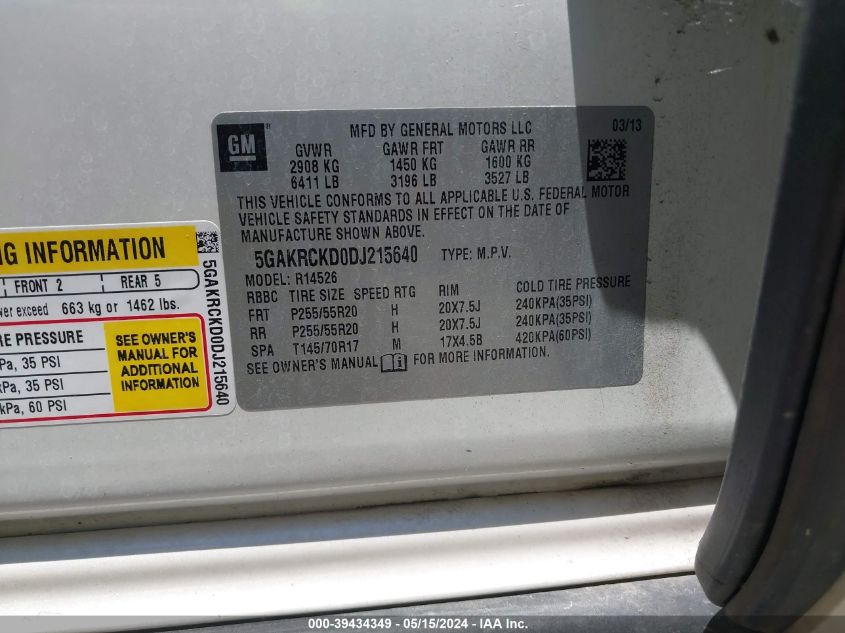 GM
MFD BY GENERAL MOTORS LLC 03/13
GVWR GAWR FRT GAWR RR
2908 KG 1450 KG 1600 KG
6411 LB 3196 LB 3527 LB
THIS VEHICLE CONFORMS TO ALL APPLICABLE U.S. FEDERAL MOTOR
VEHICLE SAFETY STANDARDS IN EFFECT ON THE DATE OF
MANUFACTURE SHOWN ABOVE.
5GAKRCKD0DJ215640 TYPE: M.P.V.
MODEL: R14526
RBBC TIRE SIZE SPEED RTG RIM COLD TIRE PRESSURE
FRT P255/55R20 H 20X7.5J 240KPA(35PSI)
RR P255/55R20 H 20X7.5J 240KPA(35PSI)
SPA T145/70R17 M 17X4.5B 420KPA(60PSI)
SEE OWNER'S MANUAL FOR MORE INFORMATION.
NG INFORMATION
FRONT 2 REAR 5
wer exceed 663 kg or 1462 lbs.
RE PRESSURE
Pa, 35 PSI
kPa, 35 PSI
kPa, 60 PSI
SEE OWNER'S
MANUAL FOR
ADDITIONAL
INFORMATION
5GAKRCKD0DJ215640
000-39434349 - 05/15/2024 - IAAI, Inc.